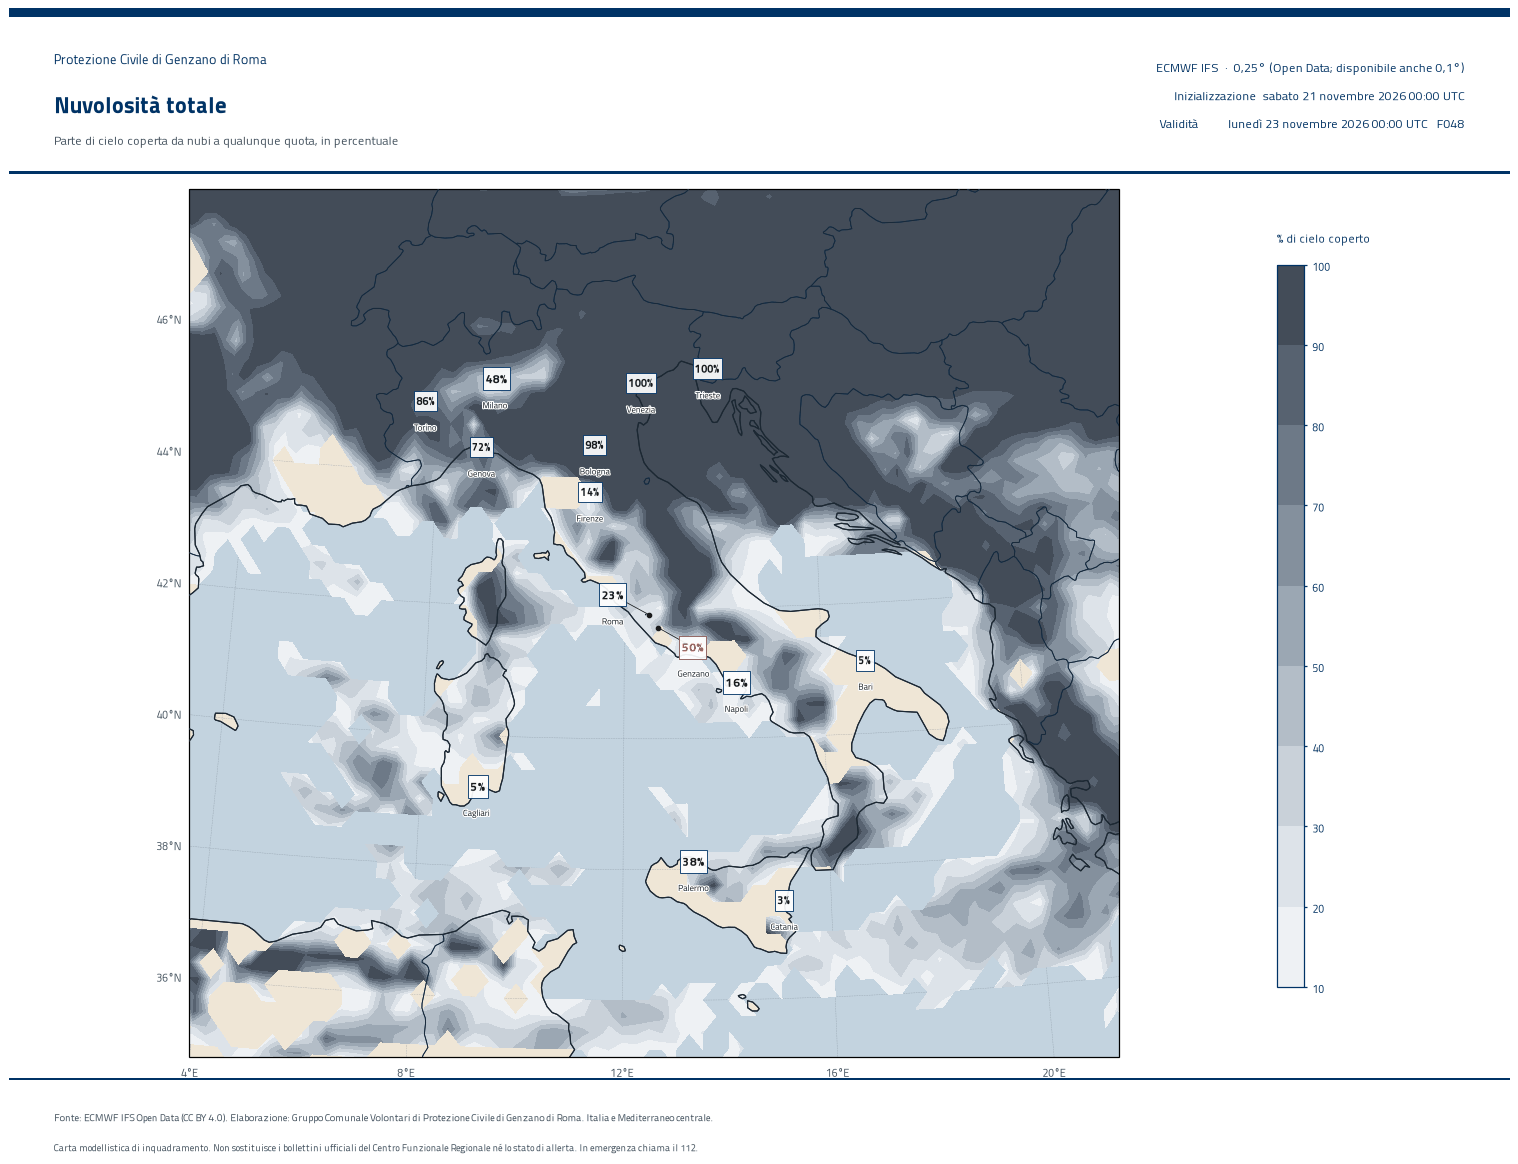 Protezione Civile di Genzano di Roma
Nuvolosità totale
Parte di cielo coperta da nubi a qualunque quota, in percentuale
ECMWF IFS · 0,25° (Open Data; disponibile anche 0,1°)
Inizializzazione sabato 21 novembre 2026 00:00 UTC
Validità lunedì 23 novembre 2026 00:00 UTC F048
% di cielo coperto
100
90
80
70
60
50
40
30
20
10
46°N
44°N
42°N
40°N
38°N
36°N
4°E
8°E
12°E
16°E
20°E
100%
Trieste
100%
Venezia
48%
Milano
86%
Torino
72%
Genova
98%
Bologna
14%
Firenze
23%
Roma
50%
Genzano
16%
Napoli
5%
Bari
5%
Cagliari
38%
Palermo
3%
Catania
Fonte: ECMWF IFS Open Data (CC BY 4.0). Elaborazione: Gruppo Comunale Volontari di Protezione Civile di Genzano di Roma. Italia e Mediterraneo centrale.
Carta modellistica di inquadramento. Non sostituisce i bollettini ufficiali del Centro Funzionale Regionale né lo stato di allerta. In emergenza chiama il 112.